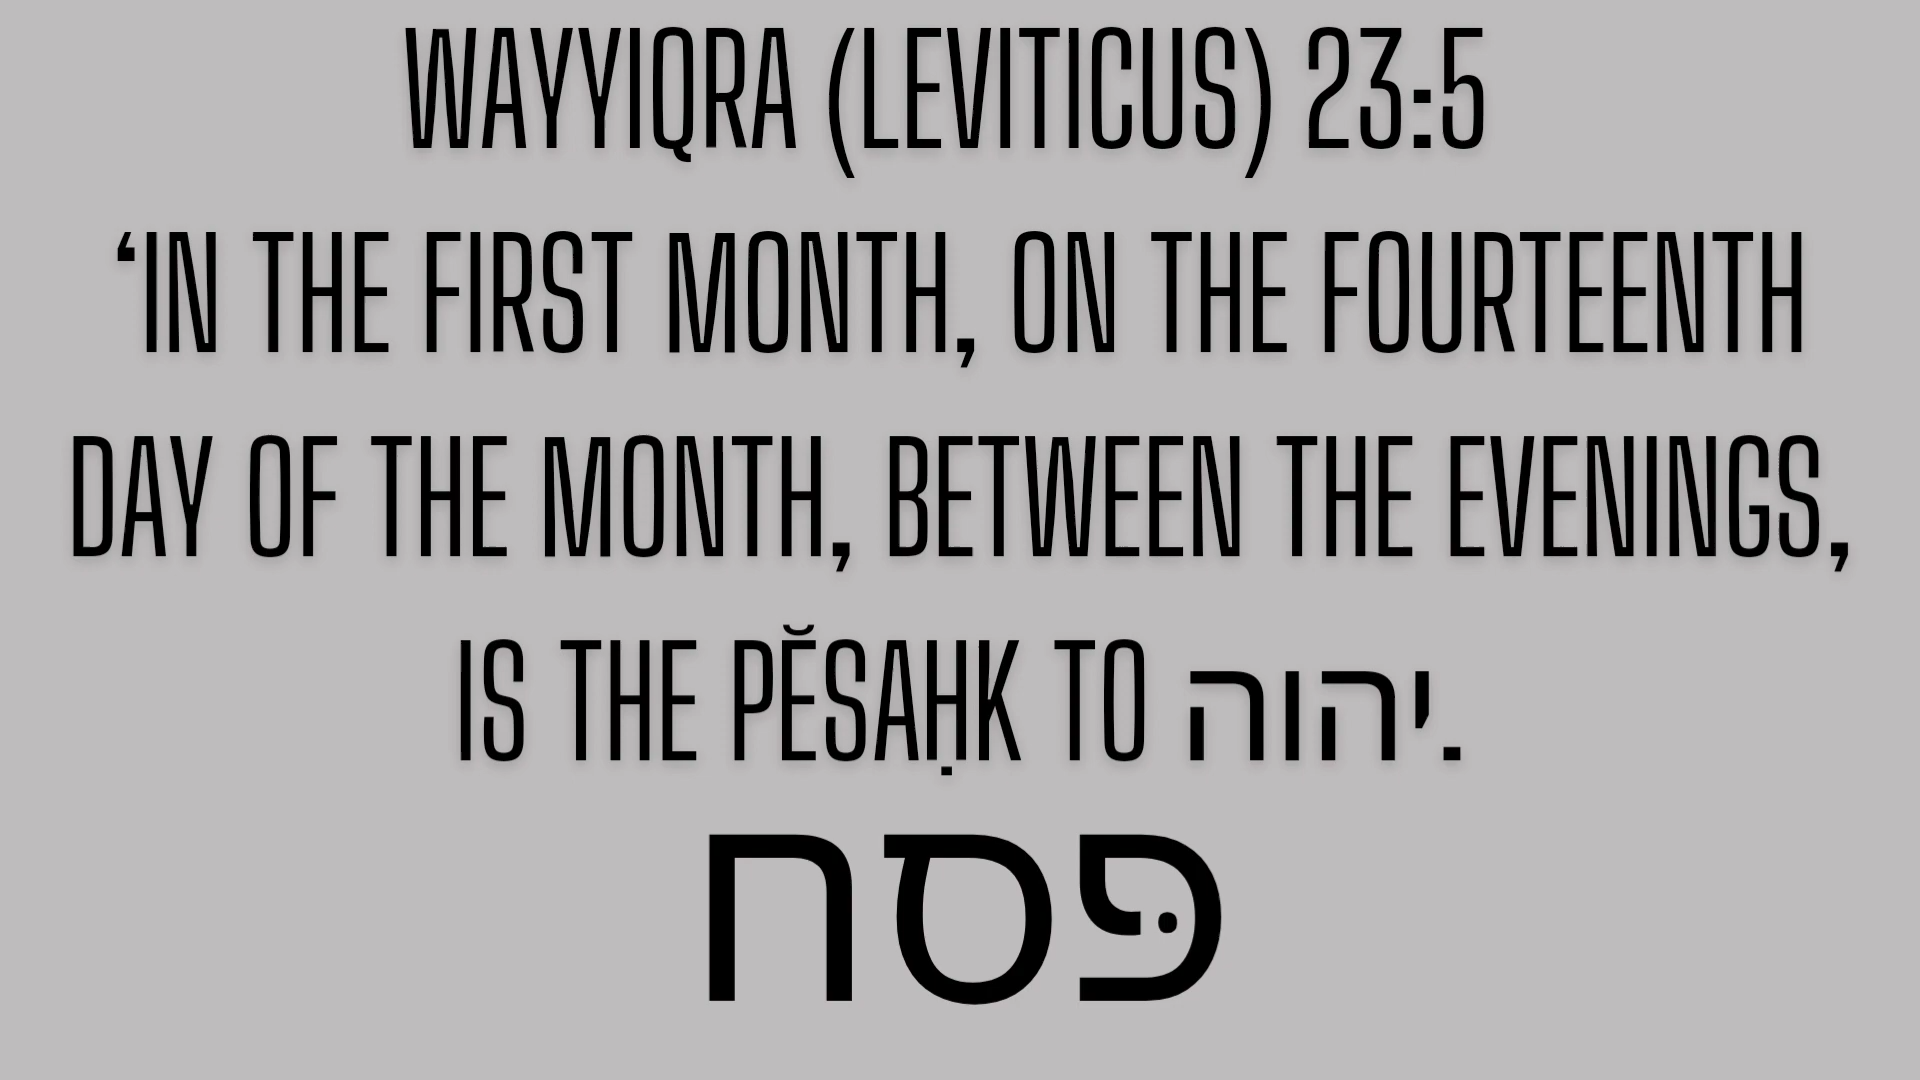 WAYYIQRA (LEVITICUS) 23:5
‘IN THE FIRST MONTH, ON THE FOURTEENTH
DAY OF THE MONTH, BETWEEN THE EVENINGS,
IS THE PĔSAḤK TO יהוה.
פּסח